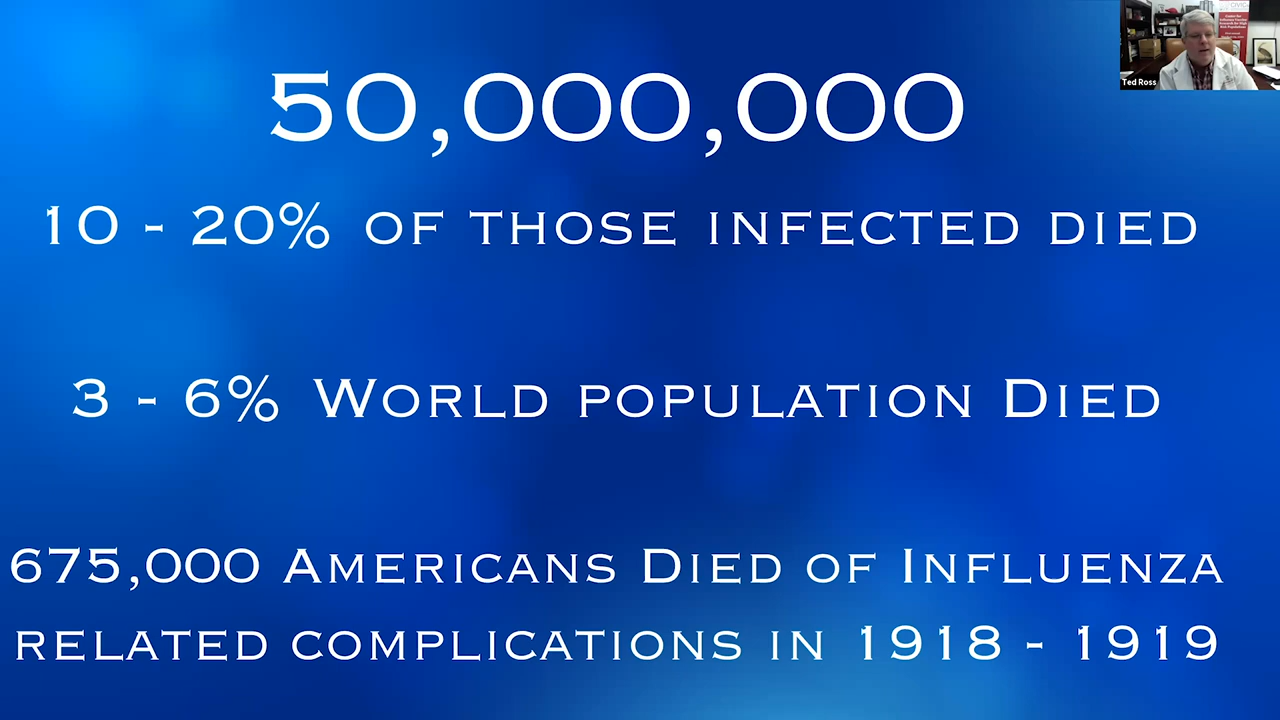 50,000,000
10 - 20% OF THOSE INFECTED DIED
3 - 6% WORLD POPULATION DIED
675,000 AMERICANS DIED OF INFLUENZA
RELATED COMPLICATIONS IN 1918 - 1919
Ted Ross